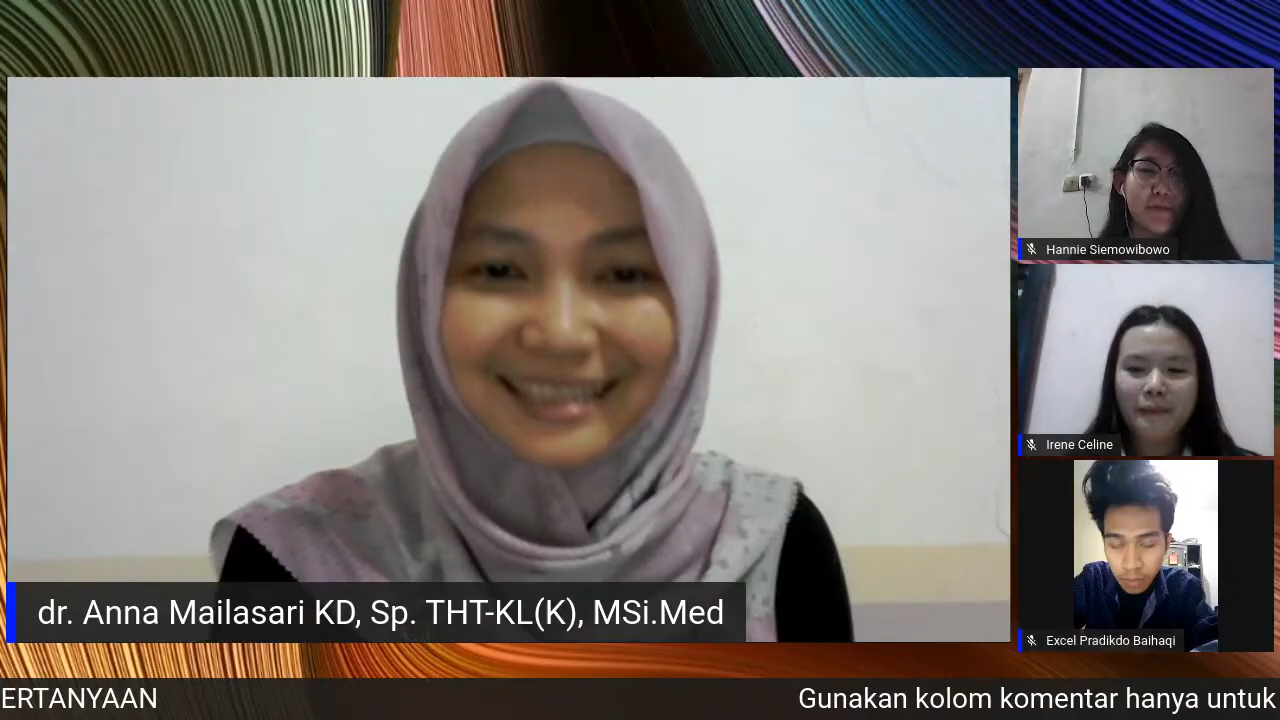 Hannie Siemowibowo
Irene Celine
dr. Anna Mailasari KD, Sp. THT-KL(K), MSi.Med
Excel Pradikdo Baihaqi
ERTANYAAN Gunakan kolom komentar hanya untuk